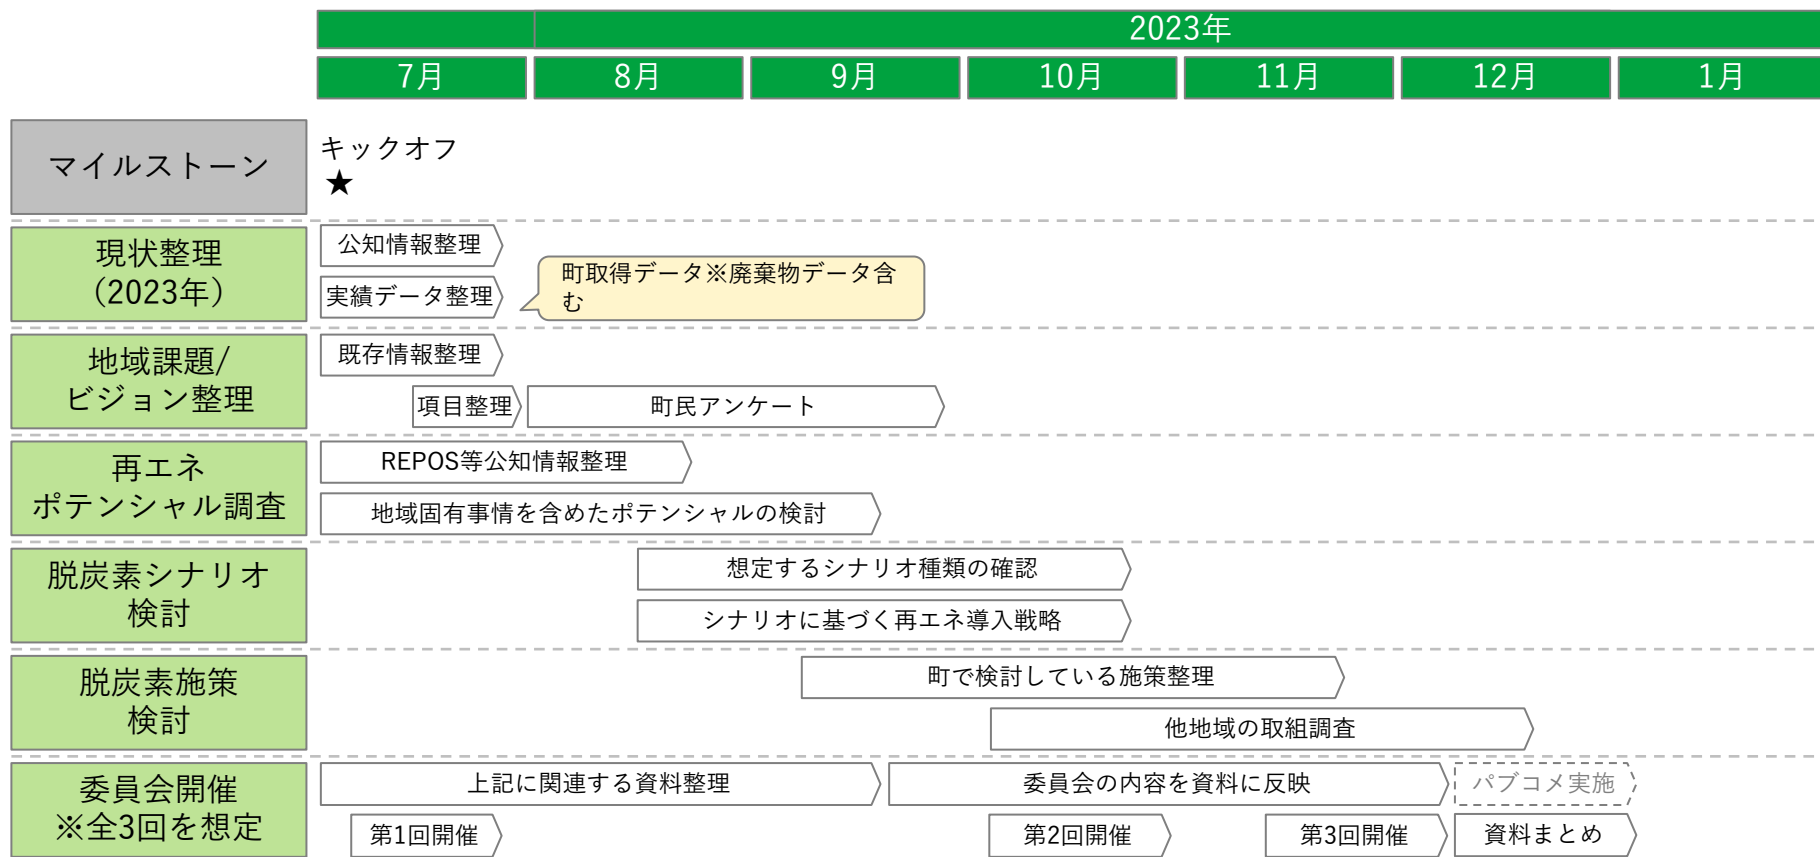 2023年
7月
8月
9月
10月
11月
12月
1月
マイルストーン
キックオフ
★
現状整理
（2023年）
公知情報整理
実績データ整理
町取得データ※廃棄物データ含
む
地域課題/
ビジョン整理
既存情報整理
項目整理
町民アンケート
再エネ
ポテンシャル調査
REPOS等公知情報整理
地域固有事情を含めたポテンシャルの検討
脱炭素シナリオ
検討
想定するシナリオ種類の確認
シナリオに基づく再エネ導入戦略
脱炭素施策
検討
町で検討している施策整理
他地域の取組調査
委員会開催
※全3回を想定
上記に関連する資料整理
委員会の内容を資料に反映
パブコメ実施
第1回開催
第2回開催
第3回開催
資料まとめ